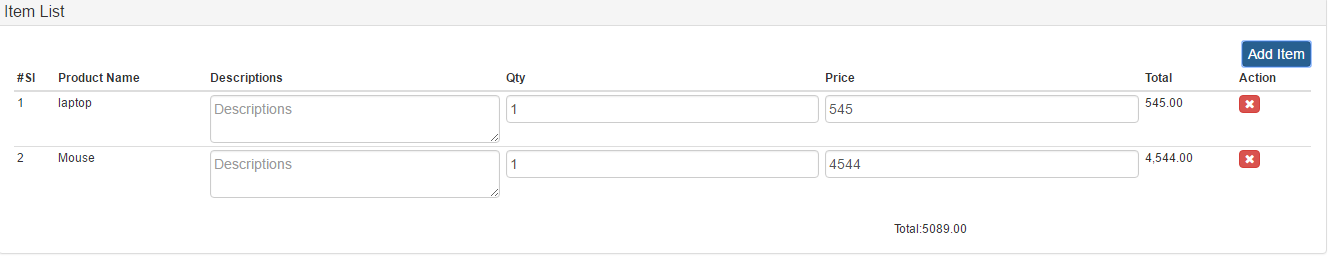 Item List
Add Item
#Sl Product Name Descriptions Qty Price Total Action
1 laptop Descriptions 1 545 545.00
2 Mouse Descriptions 1 4544 4,544.00
Total:5089.00